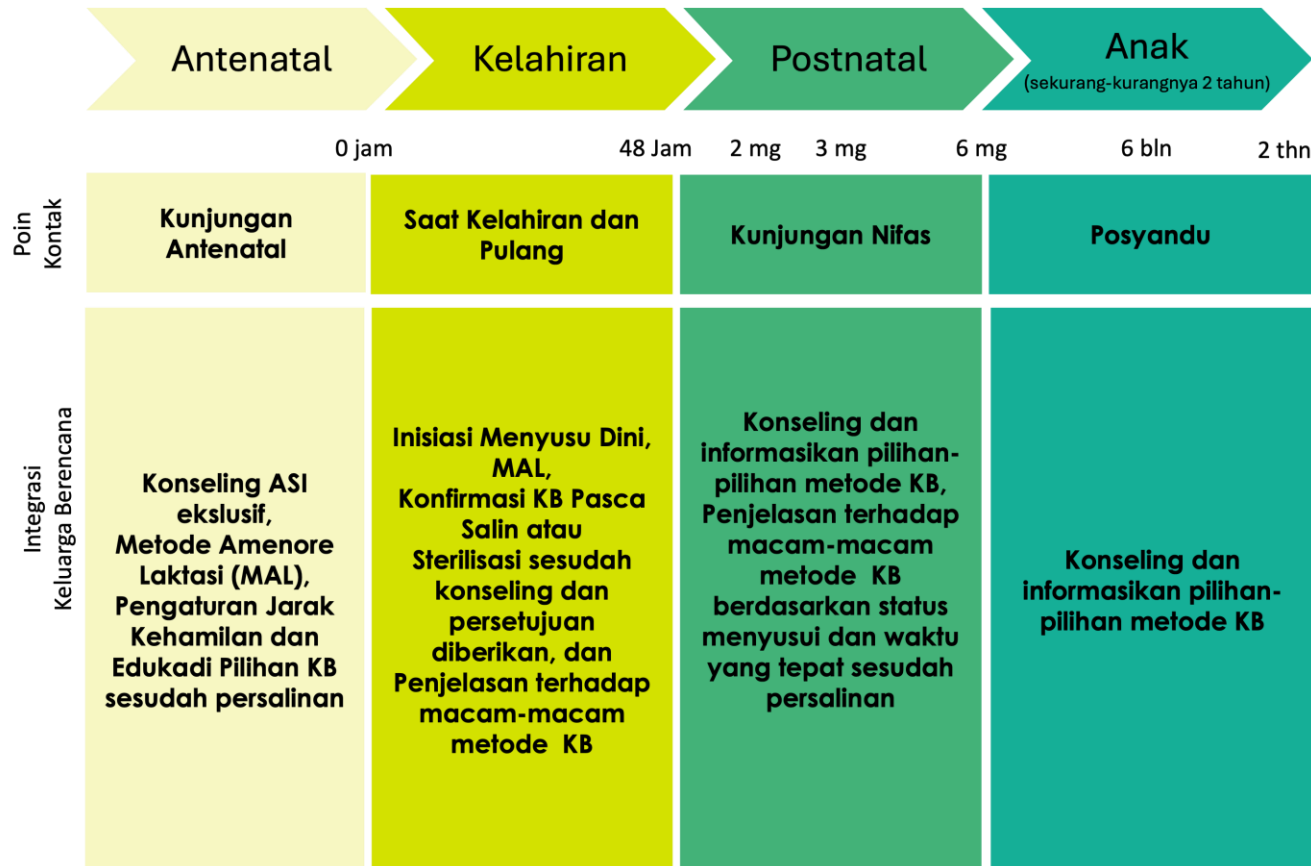 Antenatal
Kelahiran
Postnatal
Anak
(sekurang-kurangnya 2 tahun)
0 jam
48 Jam
2 mg
3 mg
6 mg
6 bln
2 thn
Poin
Kontak
Kunjungan
Antenatal
Saat Kelahiran dan
Pulang
Kunjungan Nifas
Posyandu
Integrasi
Keluarga Berencana
Konseling ASI
ekslusif,
Metode Amenore
Laktasi (MAL),
Pengaturan Jarak
Kehamilan dan
Edukadi Pilihan KB
sesudah persalinan
Inisiasi Menyusu Dini,
MAL,
Konfirmasi KB Pasca
Salin atau
Sterilisasi sesudah
konseling dan
persetujuan
diberikan, dan
Penjelasan terhadap
macam-macam
metode KB
Konseling dan
informasikan pilihan-
pilihan metode KB,
Penjelasan terhadap
macam-macam
metode KB
berdasarkan status
menyusui dan waktu
yang tepat sesudah
persalinan
Konseling dan
informasikan pilihan-
pilihan metode KB